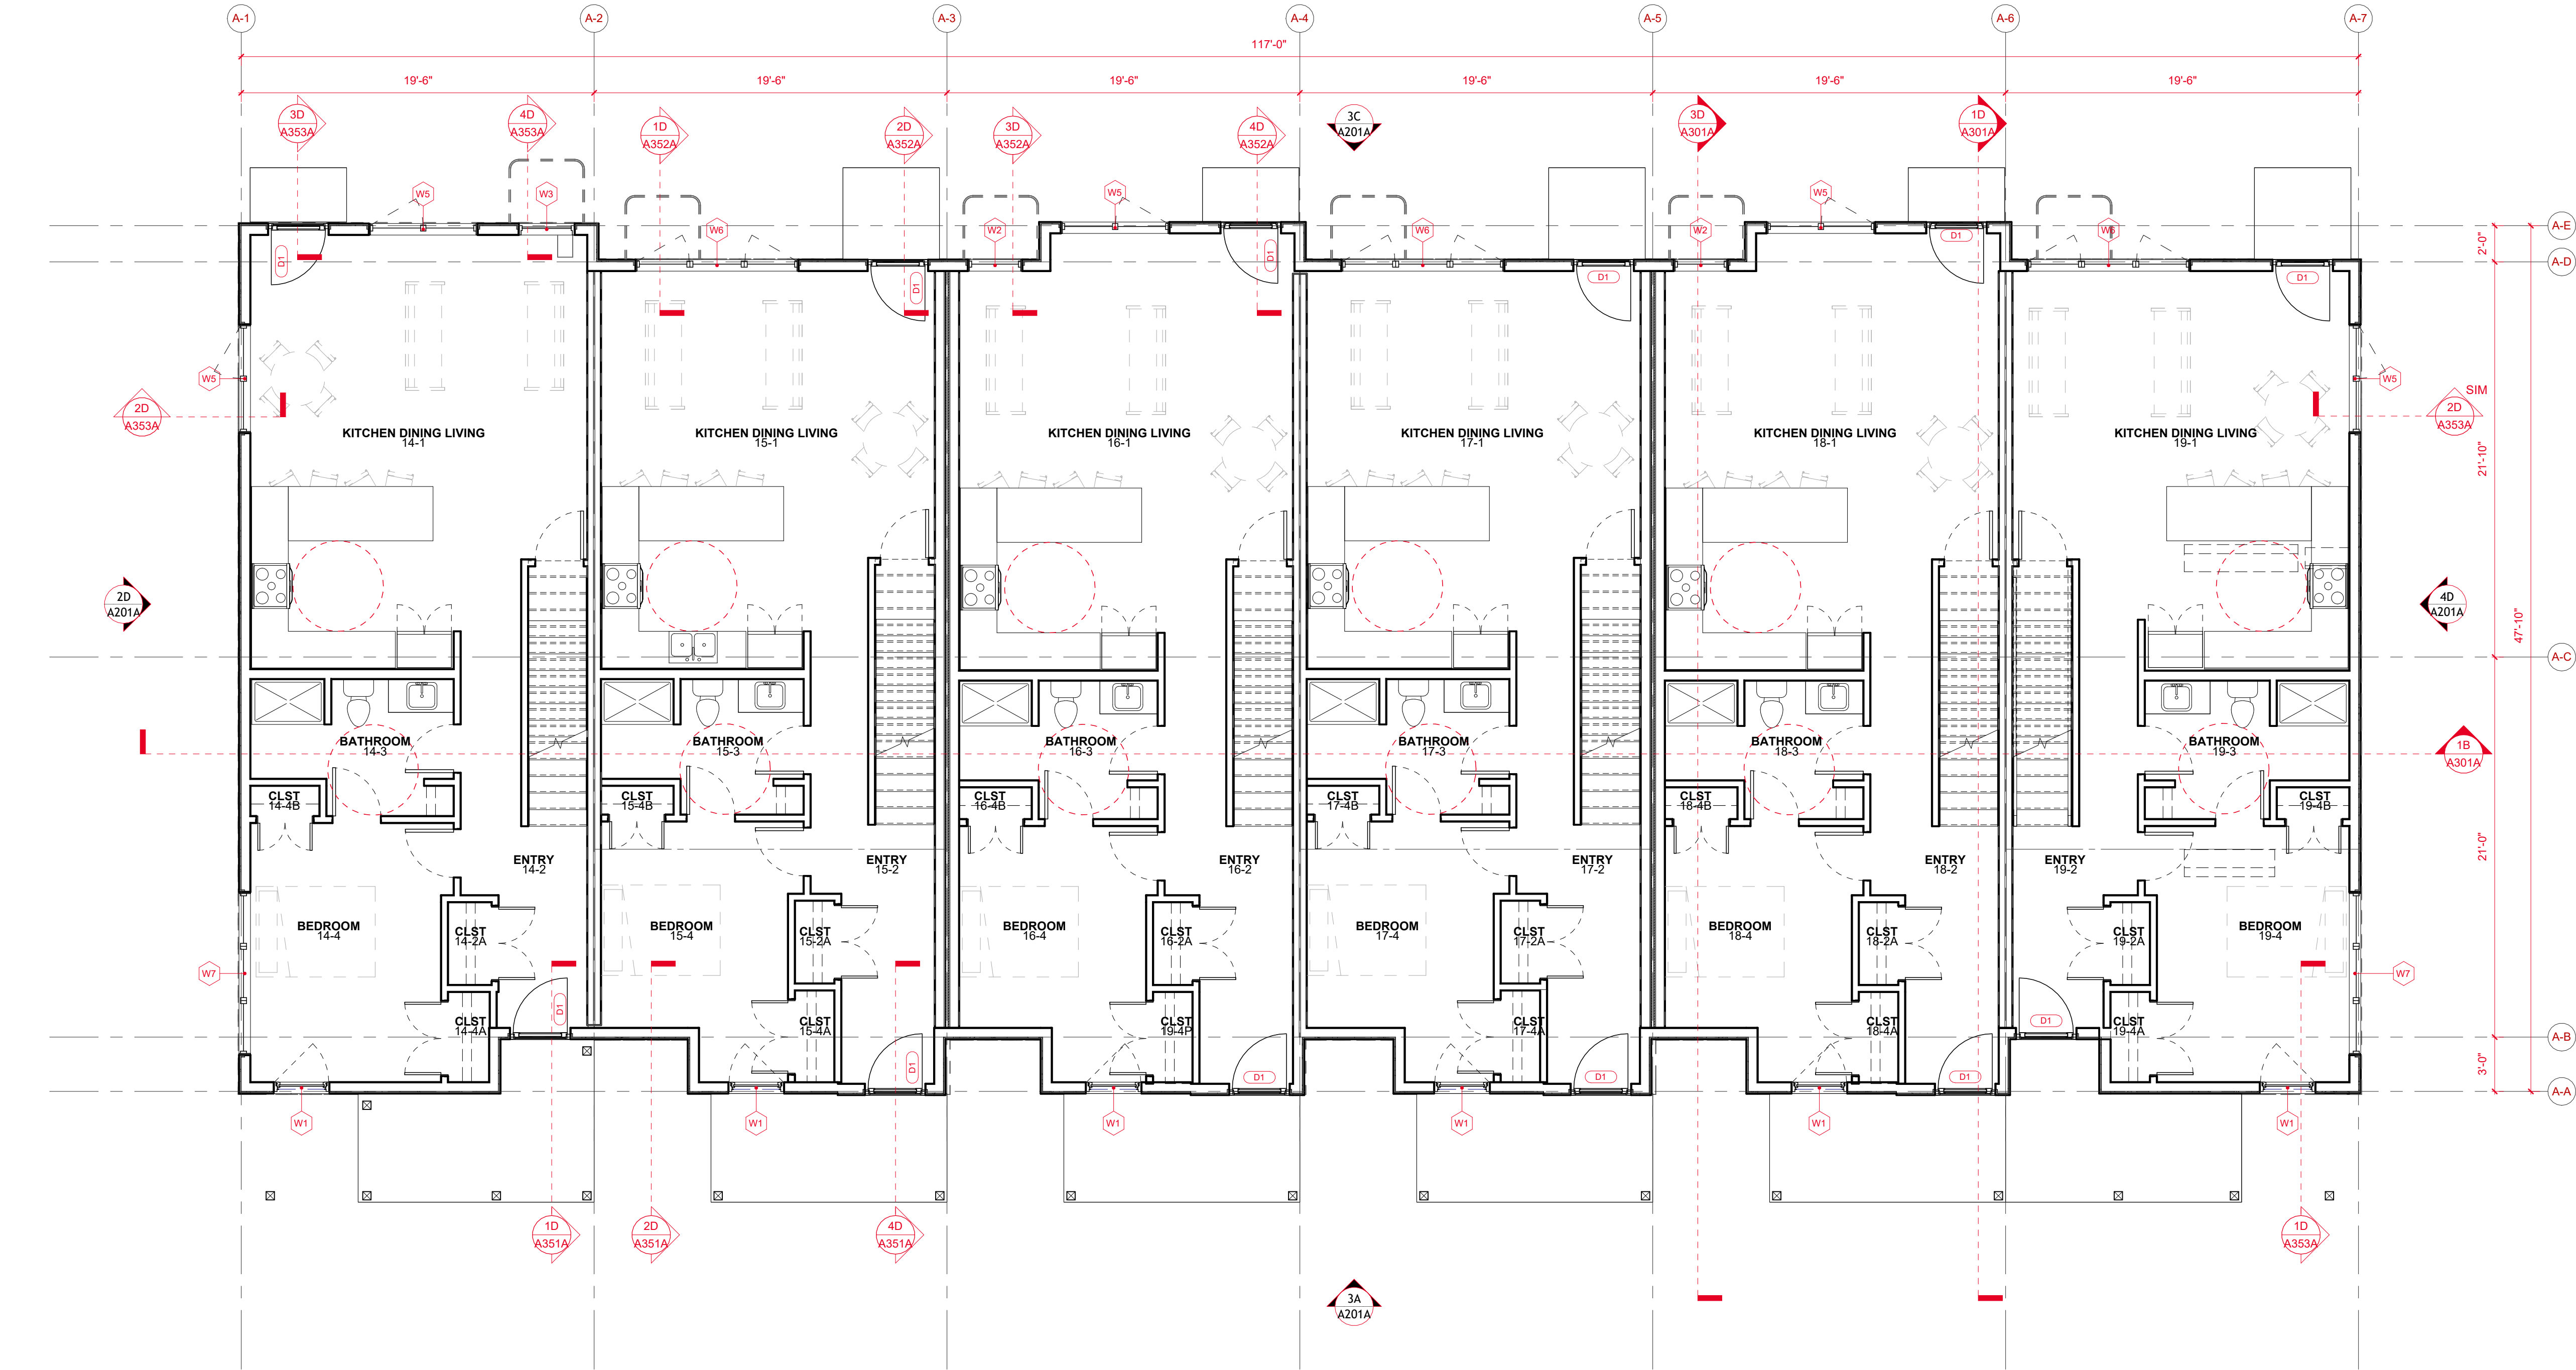 A-1
A-2
A-3
A-4
A-5
A-6
A-7
117'-0"
19'-6"
19'-6"
19'-6"
19'-6"
19'-6"
19'-6"
3D
A353A
4D
A353A
1D
A352A
2D
A352A
3D
A352A
4D
A352A
3C
A201A
3D
A301A
1D
A301A
W5
W3
W6
W2
W5
W6
W2
W5
W6
A-E
A-D
2'-0"
D1
D1
D1
D1
D1
D1
W5
W5
2D
A353A
SIM
2D
A353A
KITCHEN DINING LIVING
14-1
KITCHEN DINING LIVING
15-1
KITCHEN DINING LIVING
16-1
KITCHEN DINING LIVING
17-1
KITCHEN DINING LIVING
18-1
KITCHEN DINING LIVING
19-1
21'-10"
2D
A201A
4D
A201A
47'-10"
A-C
BATHROOM
14-3
BATHROOM
15-3
BATHROOM
16-3
BATHROOM
17-3
BATHROOM
18-3
BATHROOM
19-3
1B
A301A
CLST
14-4B
CLST
15-4B
CLST
16-4B
CLST
17-4B
CLST
18-4B
CLST
19-4B
ENTRY
14-2
ENTRY
15-2
ENTRY
16-2
ENTRY
17-2
ENTRY
18-2
ENTRY
19-2
21'-0"
BEDROOM
14-4
CLST
14-2A
BEDROOM
15-4
CLST
15-2A
BEDROOM
16-4
CLST
16-2A
BEDROOM
17-4
CLST
17-2A
BEDROOM
18-4
CLST
18-2A
CLST
19-2A
BEDROOM
19-4
W7
W7
D1
CLST
14-4A
CLST
15-4A
CLST
19-4P
CLST
17-4A
CLST
18-4A
D1
CLST
19-4A
A-B
D1
D1
D1
D1
3'-0"
A-A
W1
W1
W1
W1
W1
W1
1D
A351A
2D
A351A
4D
A351A
1D
A353A
3A
A201A